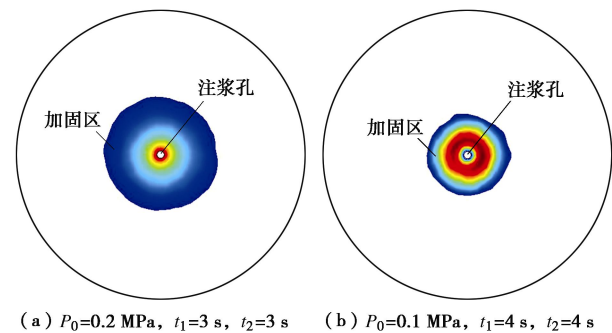 注浆孔
加固区
注浆孔
加固区
(a) P₀=0.2 MPa, t₁=3 s, t₂=3 s
(b) P₀=0.1 MPa, t₁=4 s, t₂=4 s